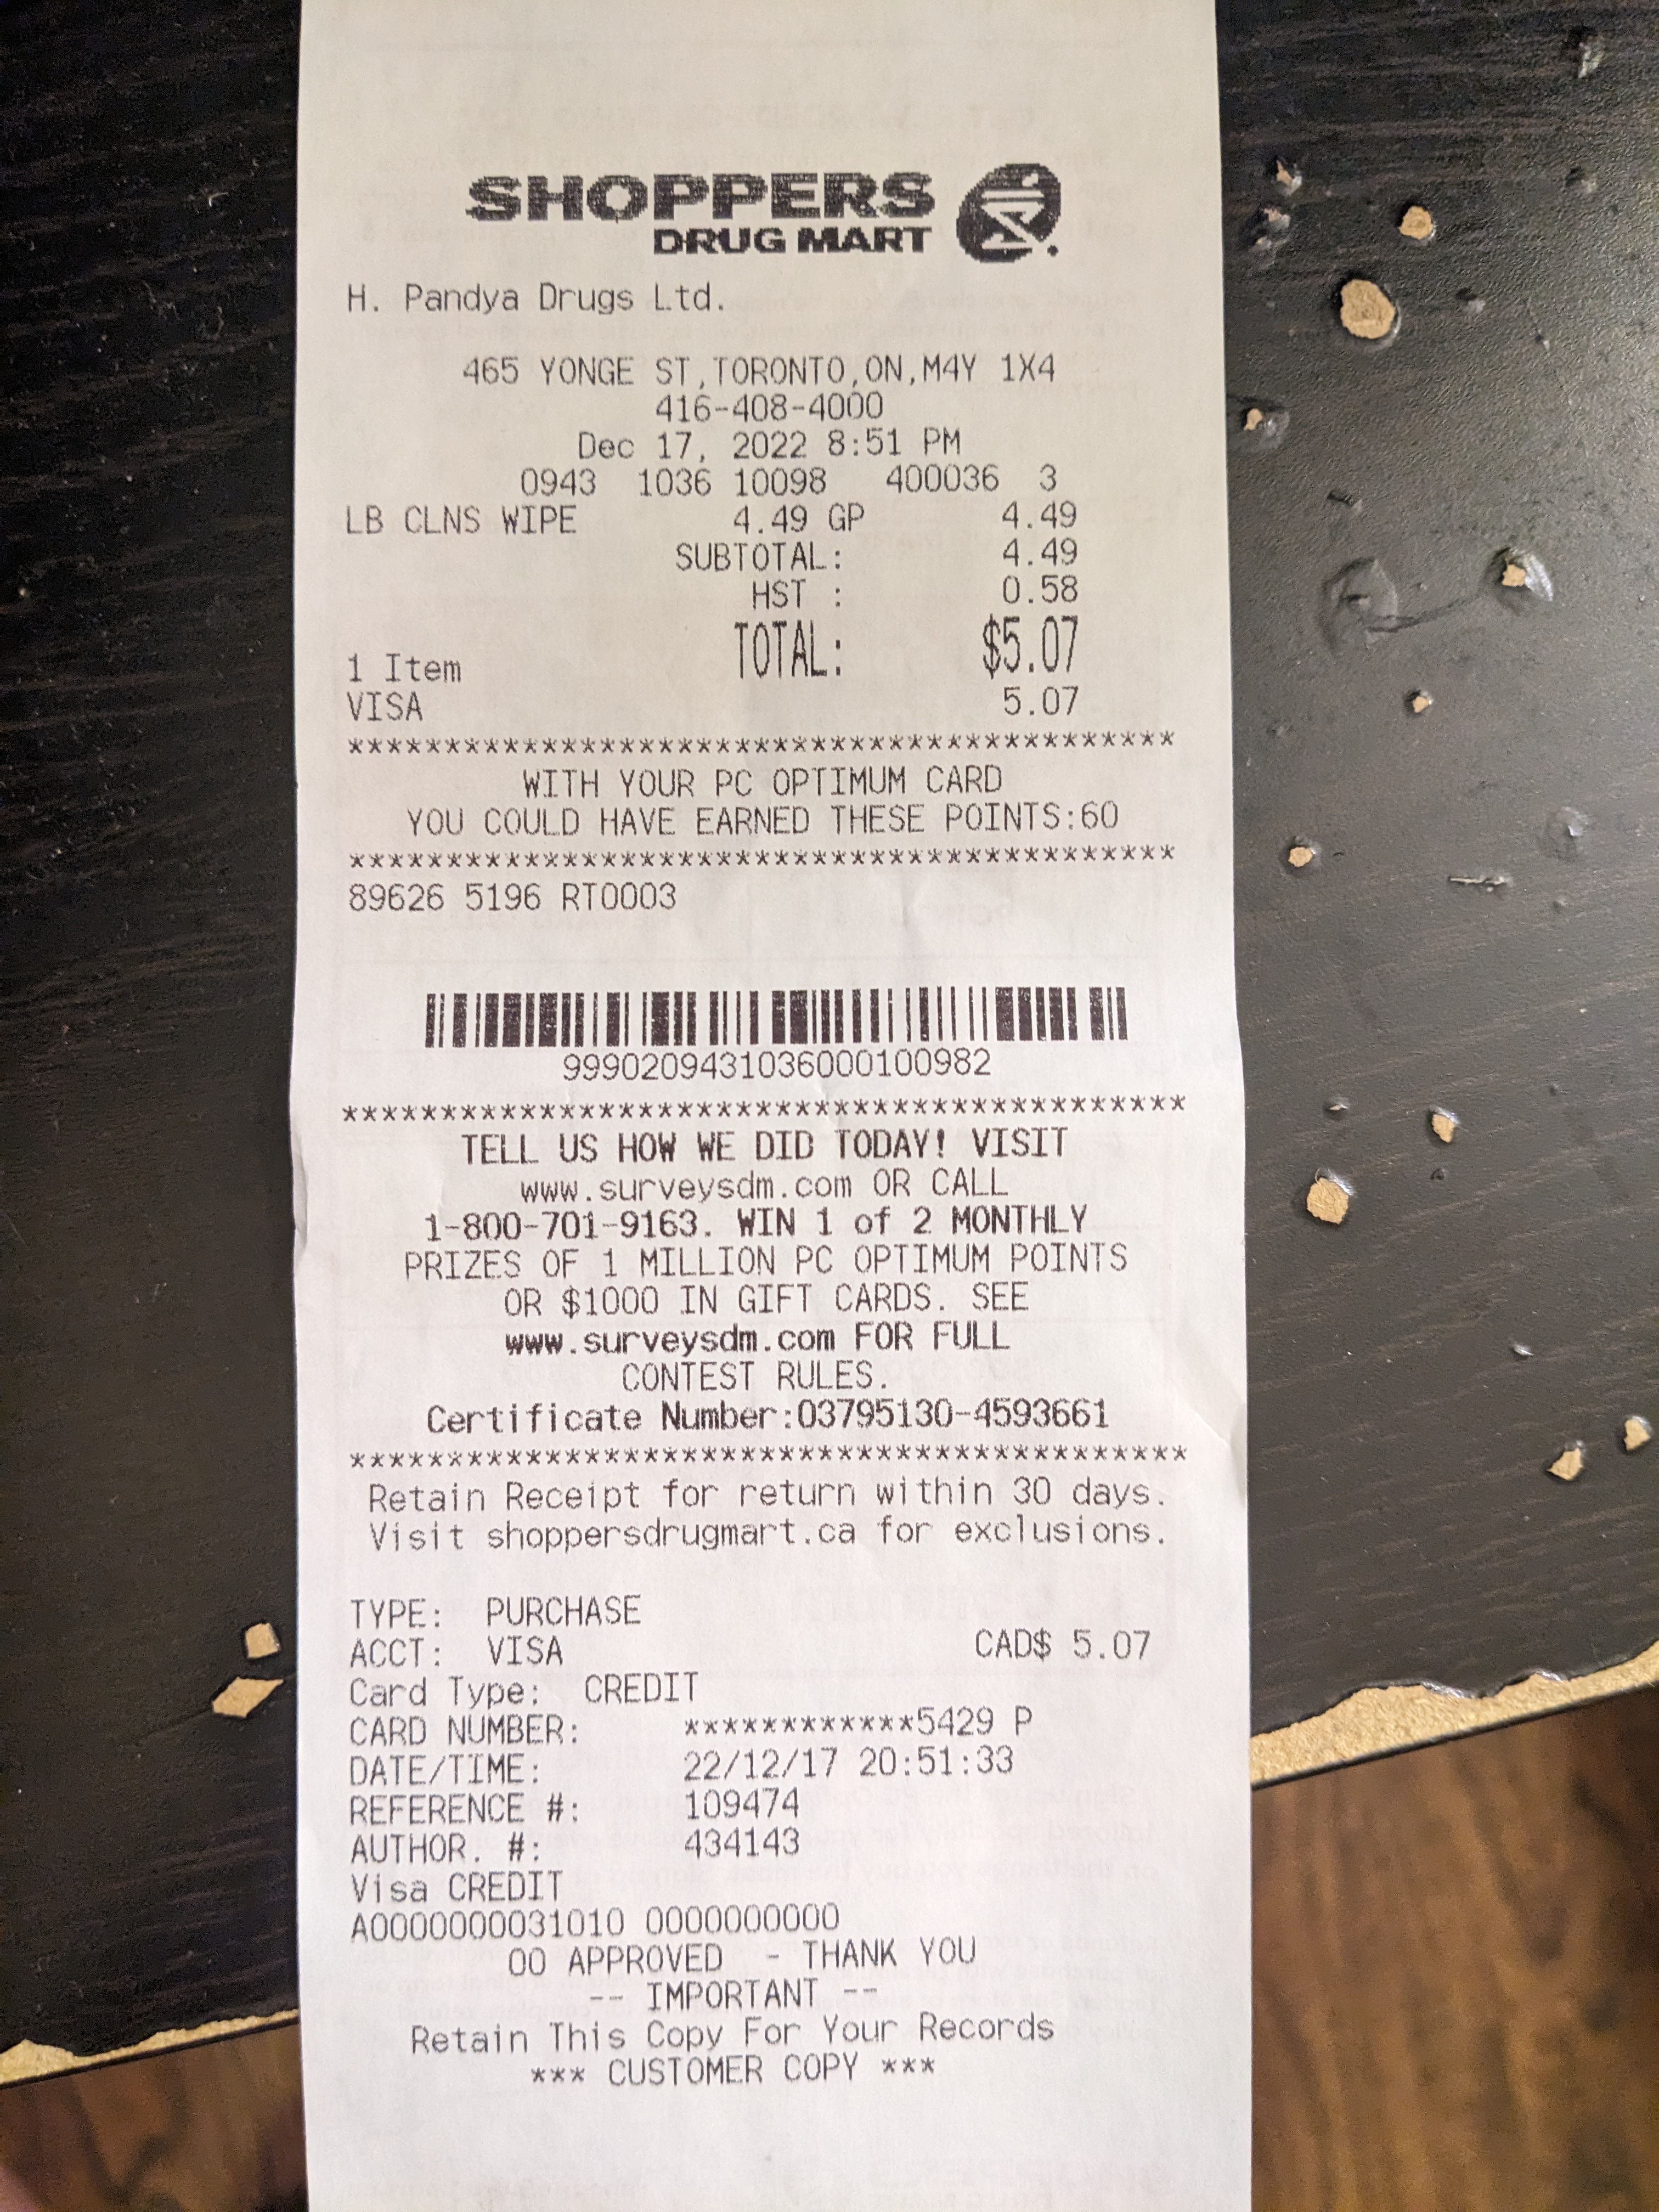 SHOPPERS
DRUG MART
H. Pandya Drugs Ltd.
465 YONGE ST,TORONTO,ON,M4Y 1X4
416-408-4000
Dec 17, 2022 8:51 PM
0943 1036 10098 400036 3
LB CLNS WIPE 4.49 GP 4.49
SUBTOTAL: 4.49
HST : 0.58
TOTAL: $5.07
1 Item
VISA 5.07
*******************************************
WITH YOUR PC OPTIMUM CARD
YOU COULD HAVE EARNED THESE POINTS:60
*******************************************
89626 5196 RT0003
9990209431036000100982
*******************************************
TELL US HOW WE DID TODAY! VISIT
www.surveysdm.com OR CALL
1-800-701-9163. WIN 1 of 2 MONTHLY
PRIZES OF 1 MILLION PC OPTIMUM POINTS
OR $1000 IN GIFT CARDS. SEE
www.surveysdm.com FOR FULL
CONTEST RULES.
Certificate Number:03795130-4593661
*******************************************
Retain Receipt for return within 30 days.
Visit shoppersdrugmart.ca for exclusions.
TYPE: PURCHASE
ACCT: VISA CAD$ 5.07
Card Type: CREDIT
CARD NUMBER: ************5429 P
DATE/TIME: 22/12/17 20:51:33
REFERENCE #: 109474
AUTHOR. #: 434143
Visa CREDIT
A0000000031010 0000000000
00 APPROVED - THANK YOU
-- IMPORTANT --
Retain This Copy For Your Records
*** CUSTOMER COPY ***